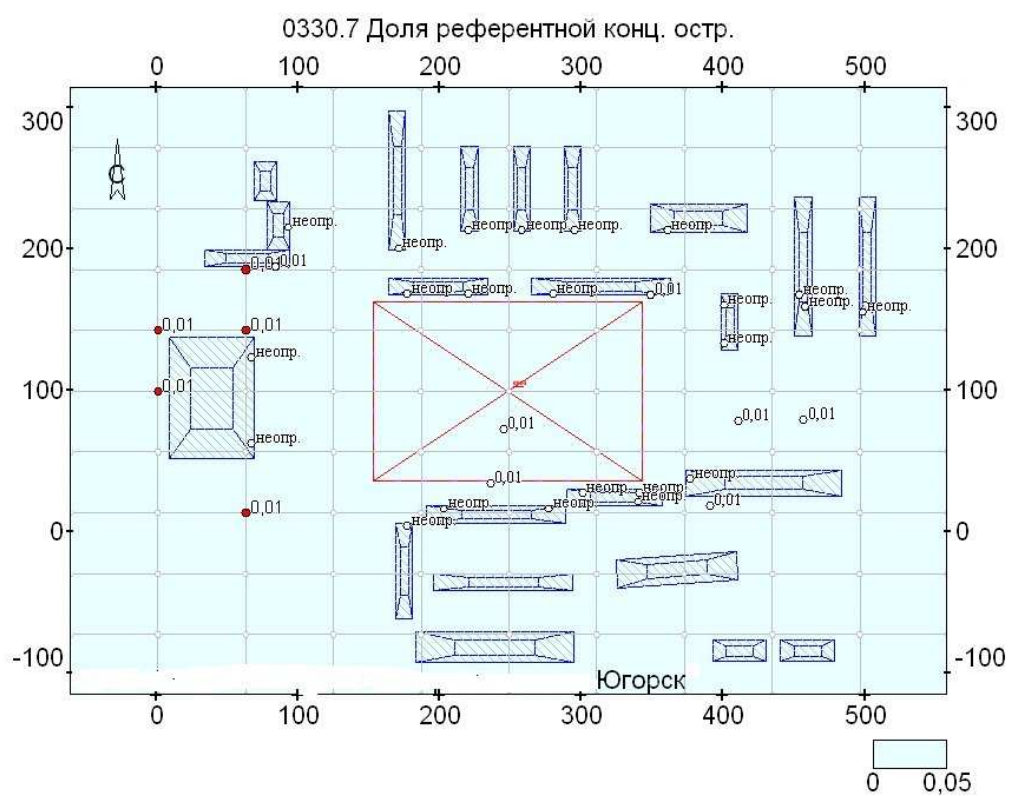 0330.7 Доля референтной конц. остр.
0 100 200 300 400 500
300 300
С
неопр. неопр. неопр. неопр. неопр.
200 неопр. 200
0,01 0,01
неопр. неопр. неопр. 0,01 неопр. неопр.
неопр. неопр.
0,01 0,01
неопр. неопр.
100 0,01 100
0,01 0,01 0,01
неопр.
0,01 неопр.
неопр. неопр.
неопр. неопр. неопр. 0,01
0,01
неопр.
0 0
-100 -100
Югорск
0 100 200 300 400 500
0 0,05